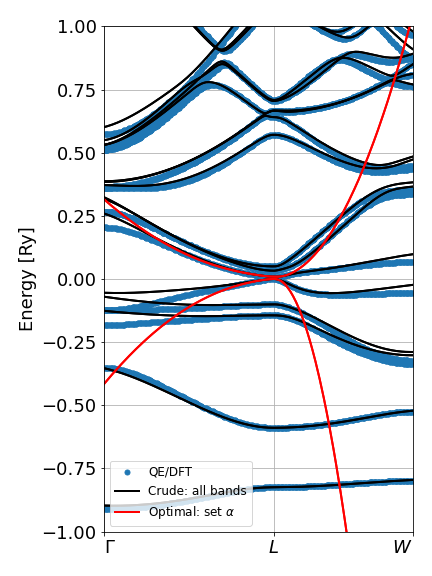 1.00
0.75
0.50
0.25
0.00
−0.25
−0.50
−0.75
−1.00
Energy [Ry]
QE/DFT
Crude: all bands
Optimal: set α
Γ L W